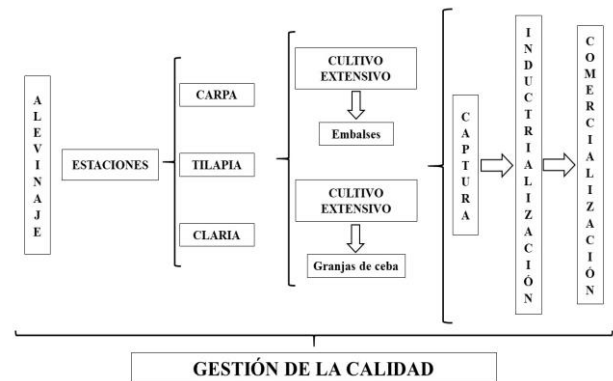 ALEVINAJE
ESTACIONES
CARPA
TILAPIA
CLARIA
CULTIVO
EXTENSIVO
Embalses
CULTIVO
EXTENSIVO
Granjas de ceba
CAPTURA
INDUCTRIALIZACIÓN
COMERCIALIZACIÓN
GESTIÓN DE LA CALIDAD